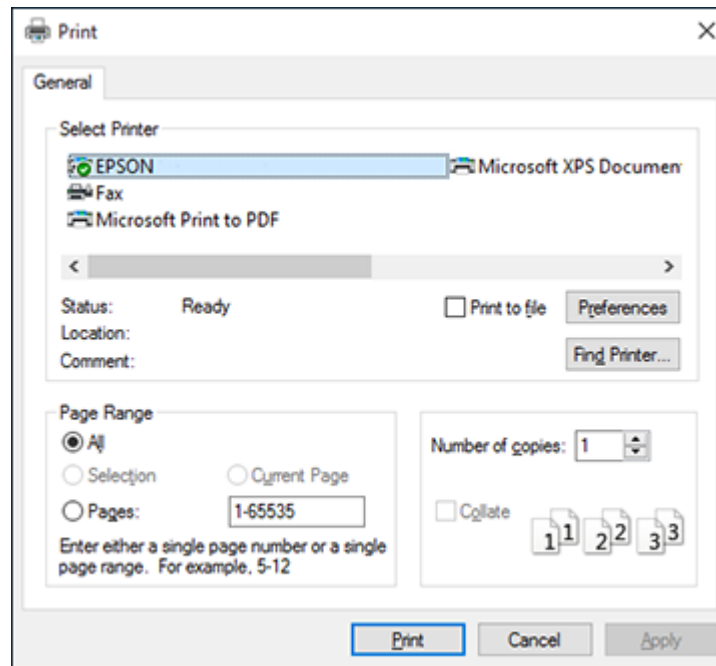 Print
General
Select Printer
EPSON Microsoft XPS Documen
Fax
Microsoft Print to PDF
Status: Ready Print to file Preferences
Location:
Comment: Find Printer...
Page Range
All Number of copies: 1
Selection Current Page
Pages: 1-65535 Collate
1 1 2 2 3 3
Enter either a single page number or a single
page range. For example, 5-12
Print Cancel Apply